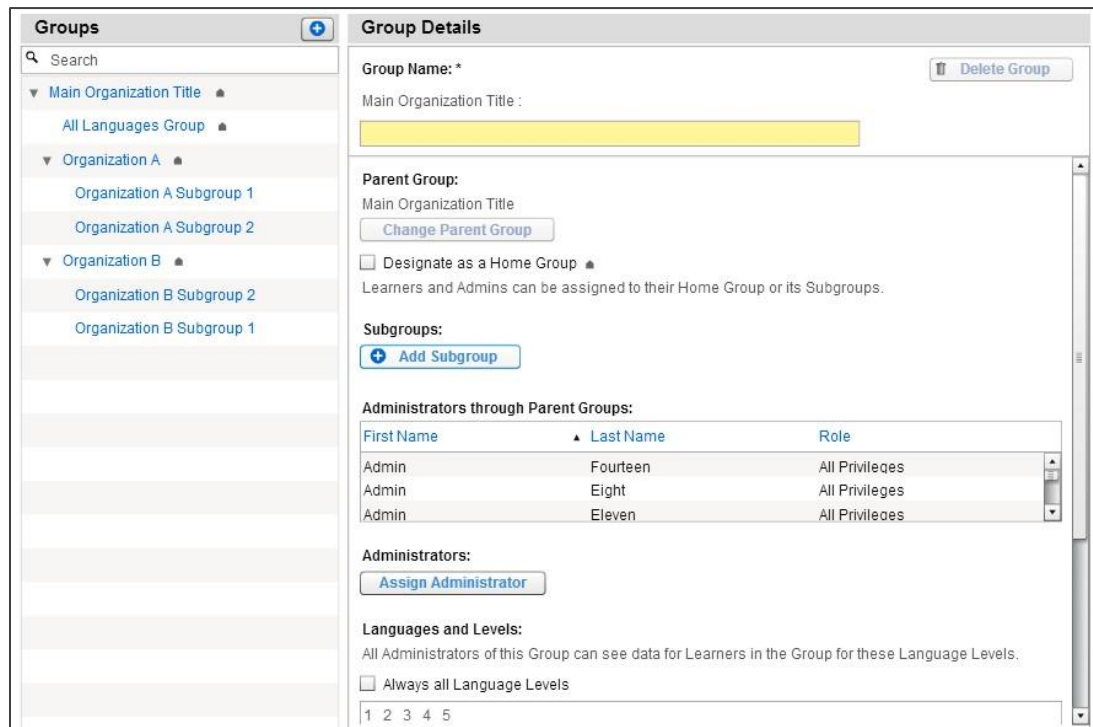 Groups
Search
Main Organization Title
All Languages Group
Organization A
Organization A Subgroup 1
Organization A Subgroup 2
Organization B
Organization B Subgroup 2
Organization B Subgroup 1
Group Details
Group Name: *
Delete Group
Main Organization Title :
Parent Group:
Main Organization Title
Change Parent Group
Designate as a Home Group
Learners and Admins can be assigned to their Home Group or its Subgroups.
Subgroups:
Add Subgroup
Administrators through Parent Groups:
First Name Last Name Role
Admin Fourteen All Privileges
Admin Eight All Privileges
Admin Eleven All Privileges
Administrators:
Assign Administrator
Languages and Levels:
All Administrators of this Group can see data for Learners in the Group for these Language Levels.
Always all Language Levels
1 2 3 4 5